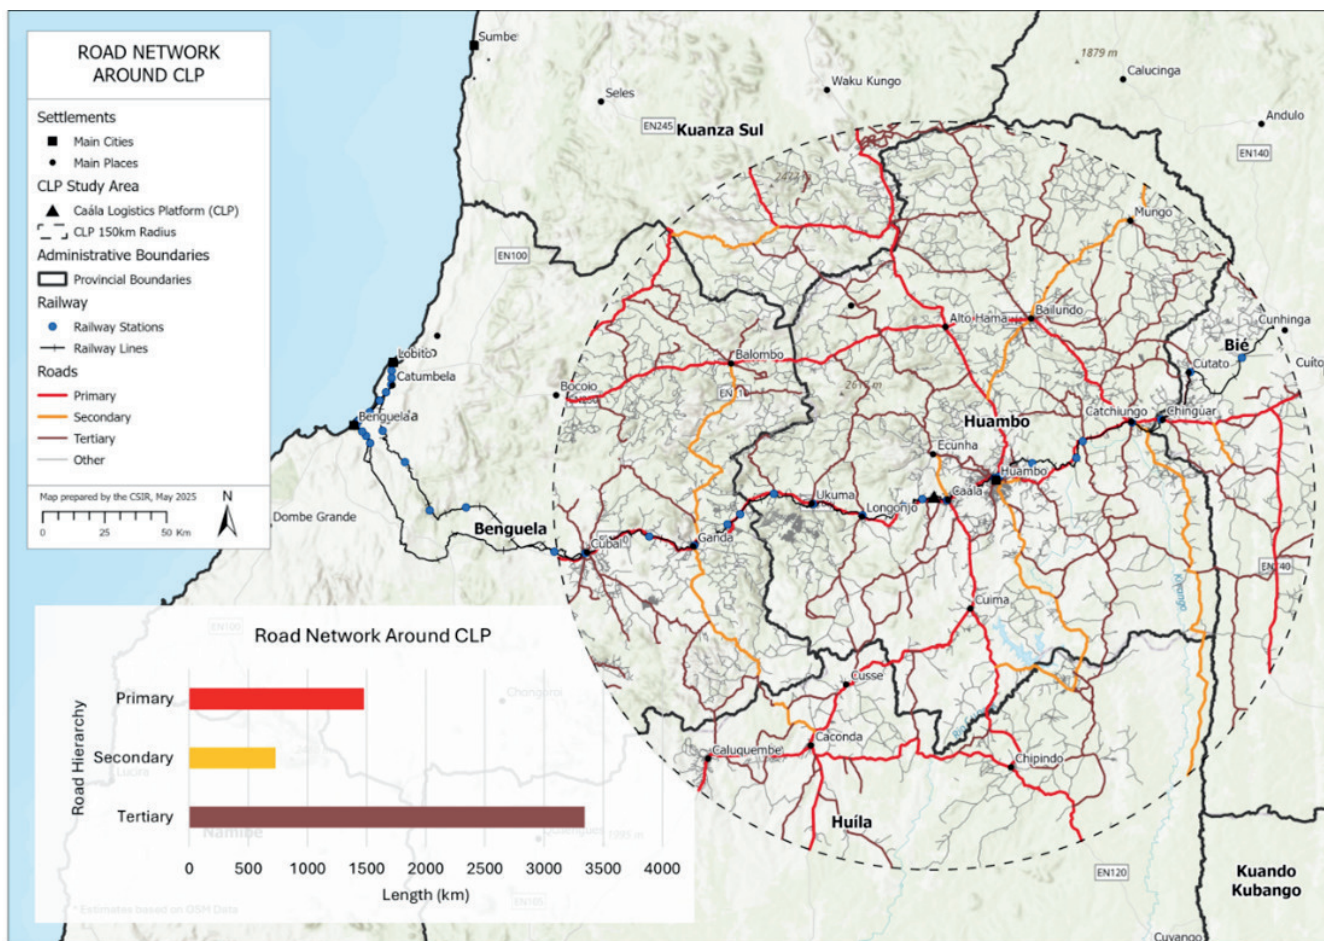 ROAD NETWORK
AROUND CLP
Settlements
Main Cities
Main Places
CLP Study Area
Caála Logistics Platform (CLP)
CLP 150km Radius
Administrative Boundaries
Provincial Boundaries
Railway
Railway Stations
Railway Lines
Roads
Primary
Secondary
Tertiary
Other
Map prepared by the CSIR, May 2025
N
0 25 50 Km
Sumbe
Seles
Waku Kungo
1879 m
Calucinga
Andulo
EN245
Kuanza Sul
EN140
Mungo
EN100
Alto Hama
Bailundo
Cunhinga
Bié
Lobito
Catumbela
Balombo
Cutato
Cuíto
Bocoio
Benguela
Catchiungo
Chinguar
Huambo
Ecunha
Huambo
Ukuma
Longonjo
Caála
Dombe Grande
Benguela
Cubal
Ganda
Cuima
Cusse
Caconda
Caluquembe
Chipindo
Huíla
EN120
Kuando
Kubango
Cuvango
EN100
Road Network Around CLP
Road Hierarchy
Primary
Secondary
Tertiary
0 500 1000 1500 2000 2500 3000 3500 4000
Length (km)
Namibe
1995 m
* Estimates based on OSM Data
EN105